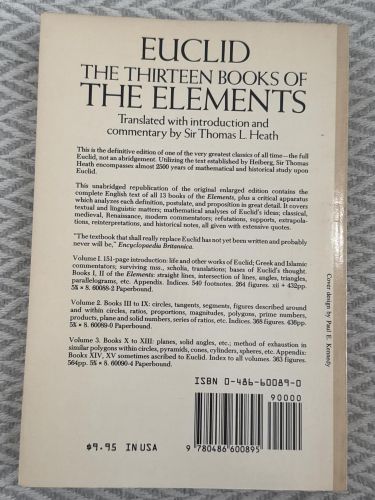 EUCLID
THE THIRTEEN BOOKS OF
THE ELEMENTS
Translated with introduction and
commentary by Sir Thomas L. Heath
This is the definitive edition of one of the very greatest classics of all time—the full
Euclid, not an abridgement. Utilizing the text established by Heiberg, Sir Thomas
Heath encompasses almost 2500 years of mathematical and historical study upon
Euclid.
This unabridged republication of the original enlarged edition contains the
complete English text of all 13 books of the Elements, plus a critical apparatus
which analyzes each definition, postulate, and proposition in great detail. It covers
textual and linguistic matters; mathematical analyses of Euclid's ideas; classical,
medieval, Renaissance, modern commentators; refutations, supports, extrapola-
tions, reinterpretations, and historical notes, all given with extensive quotes.
"The textbook that shall really replace Euclid has not yet been written and probably
never will be," Encyclopaedia Britannica.
Volume 1. 151-page introduction: life and other works of Euclid; Greek and Islamic
commentators; surviving mss., scholia, translations; bases of Euclid's thought.
Books I, II of the Elements: straight lines, intersection of lines, angles, triangles,
parallelograms, etc. Appendix. Indices. 540 footnotes. 264 figures. xii + 432pp.
5⅜ × 8. 60088-2 Paperbound.
Volume 2. Books III to IX: circles, tangents, segments, figures described around
and within circles, ratios, proportions, magnitudes, polygons, prime numbers,
products, plane and solid numbers, series of ratios, etc. Indices. 368 figures. 436pp.
5⅜ × 8. 60089-0 Paperbound.
Volume 3. Books X to XIII: planes, solid angles, etc.; method of exhaustion in
similar polygons within circles, pyramids, cones, cylinders, spheres, etc. Appendix:
Books XIV, XV sometimes ascribed to Euclid. Index to all volumes. 363 figures.
564pp. 5⅜ × 8. 60090-4 Paperbound.
Cover design by Paul E. Kennedy
ISBN 0-486-60089-0
90000
9 780486 600895
$9.95 IN USA